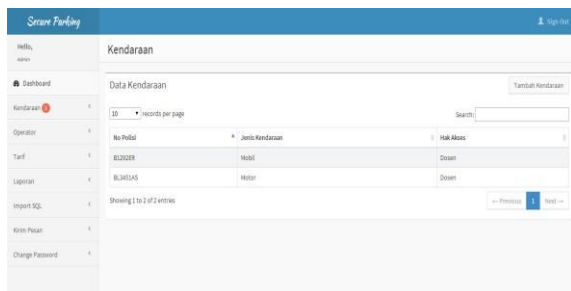 Secure Parking
Sign Out
Hello,
Admin
Kendaraan
Dashboard
Data Kendaraan
Tambah Kendaraan
Kendaraan
10 records per page
Search:
Operator
No Polisi Jenis Kendaraan Hak Akses
Tarif
B1202ER Mobil Dosen
BL3451AS Motor Dosen
Laporan
Showing 1 to 2 of 2 entries
← Previous 1 Next →
Import SQL
Kirim Pesan
Change Password